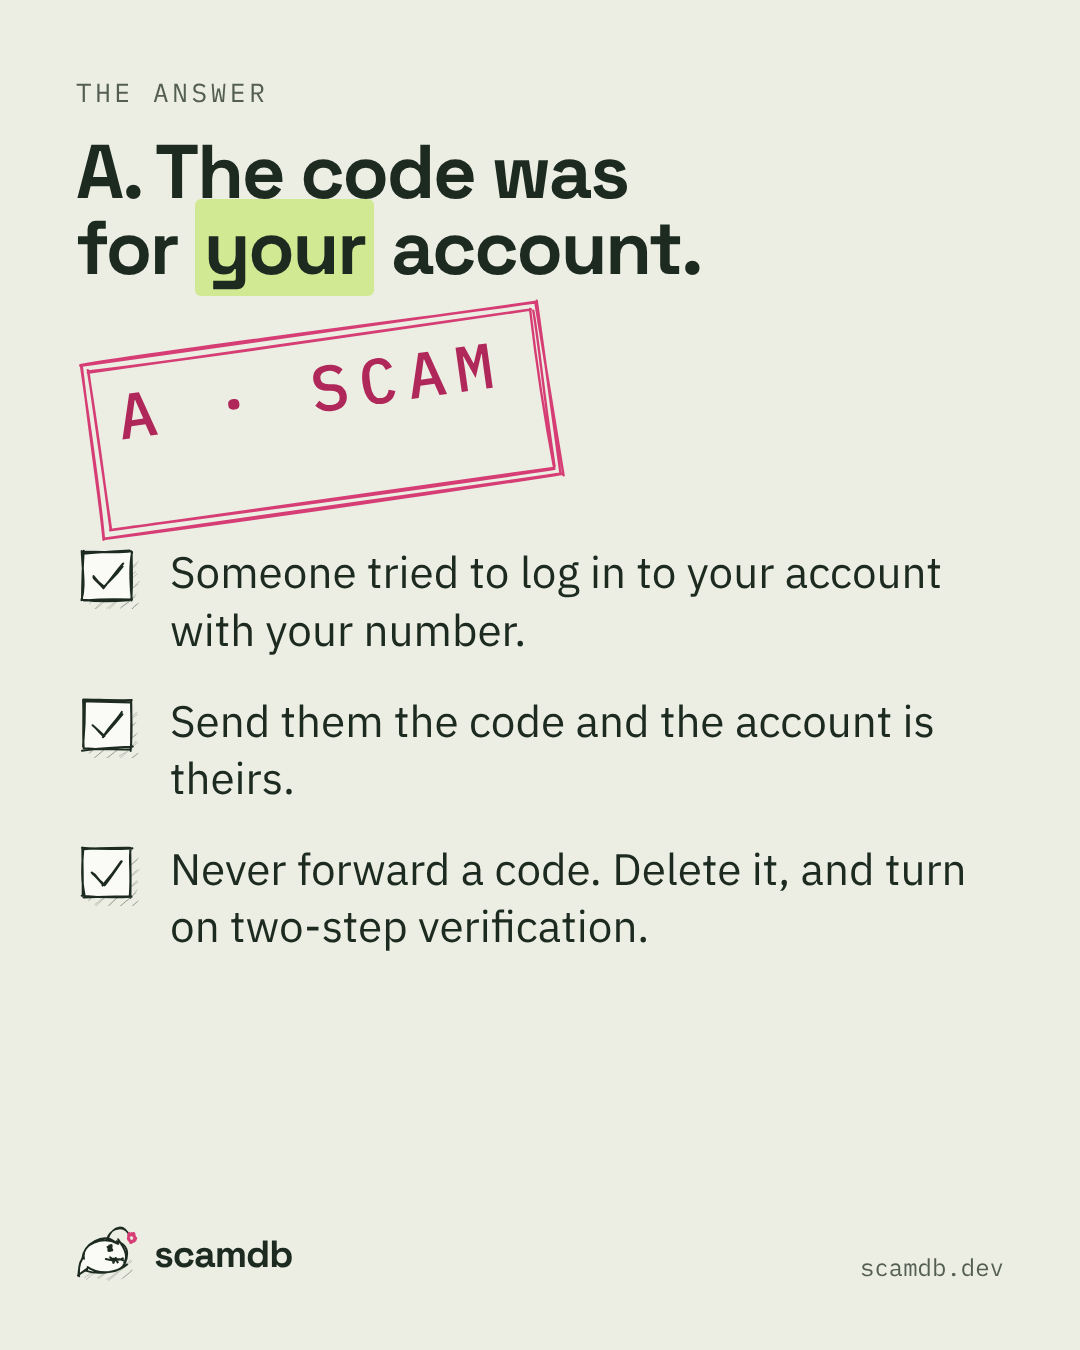 THE ANSWER
A. The code was
for your account.
A · SCAM
Someone tried to log in to your account
with your number.
Send them the code and the account is
theirs.
Never forward a code. Delete it, and turn
on two-step verification.
scamdb
scamdb.dev